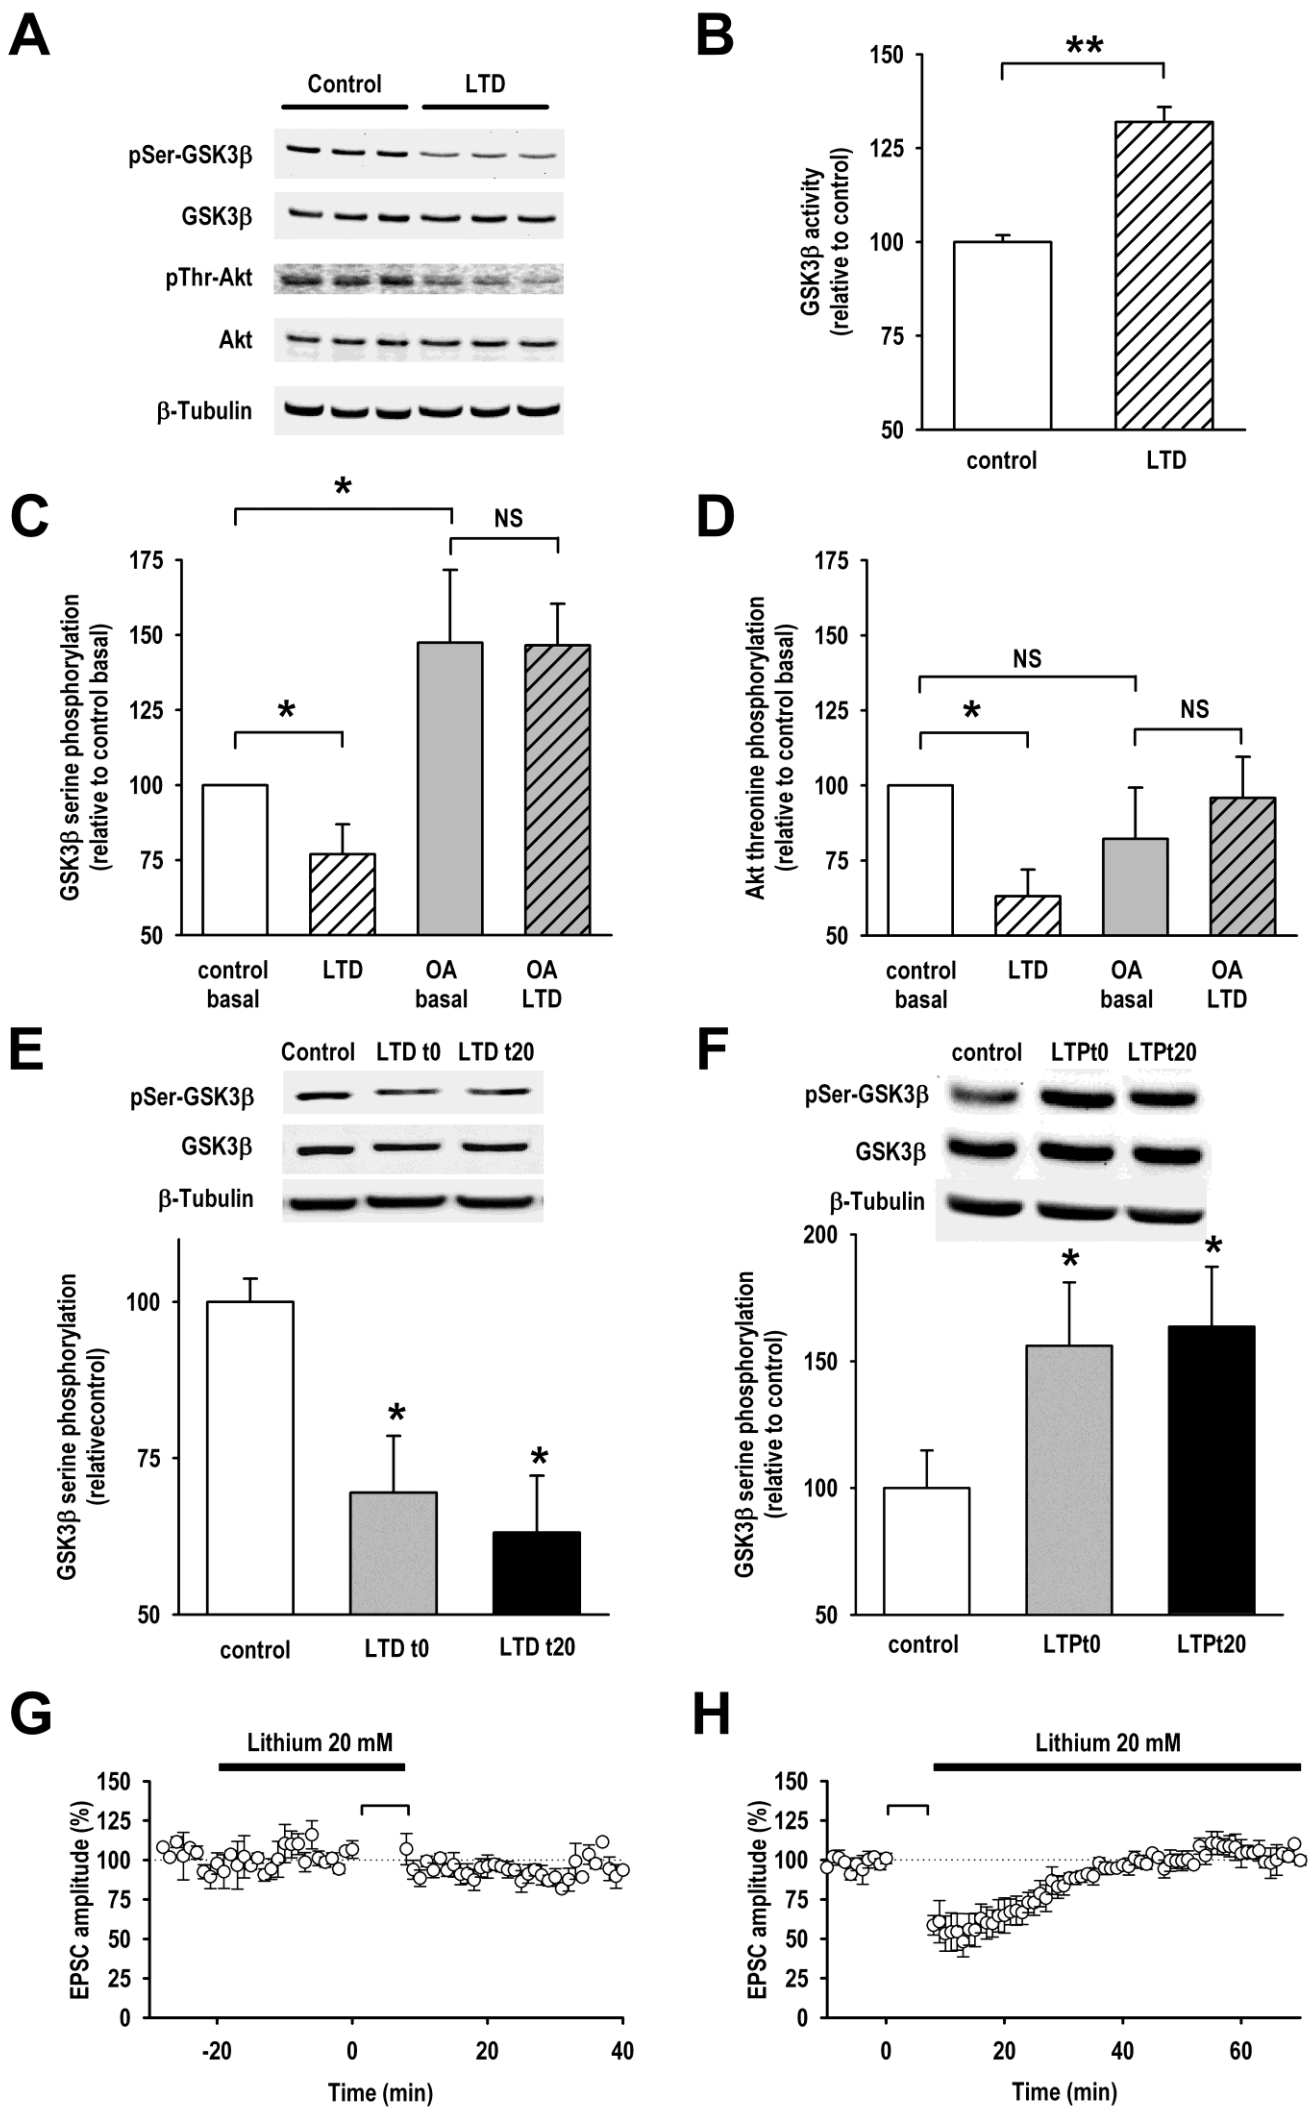 A
Control LTD
pSer-GSK3β
GSK3β
pThr-Akt
Akt
β-Tubulin
B
**
150
125
100
75
50
GSK3β activity
(relative to control)
control LTD
C
*
NS
*
175
150
125
100
75
50
GSK3β serine phosphorylation
(relative to control basal)
control
basal
LTD
OA
basal
OA
LTD
D
NS
*
NS
175
150
125
100
75
50
Akt threonine phosphorylation
(relative to control basal)
control
basal
LTD
OA
basal
OA
LTD
E
Control LTD t0 LTD t20
pSer-GSK3β
GSK3β
β-Tubulin
100
75
50
*
*
GSK3β serine phosphorylation
(relativecontrol)
control LTD t0 LTD t20
F
control LTPt0 LTPt20
pSer-GSK3β
GSK3β
β-Tubulin
200
150
100
50
*
*
GSK3β serine phosphorylation
(relative to control)
control LTPt0 LTPt20
G
Lithium 20 mM
150
125
100
75
50
25
0
EPSC amplitude (%)
-20 0 20 40
Time (min)
H
Lithium 20 mM
150
125
100
75
50
25
0
EPSC amplitude (%)
0 20 40 60
Time (min)